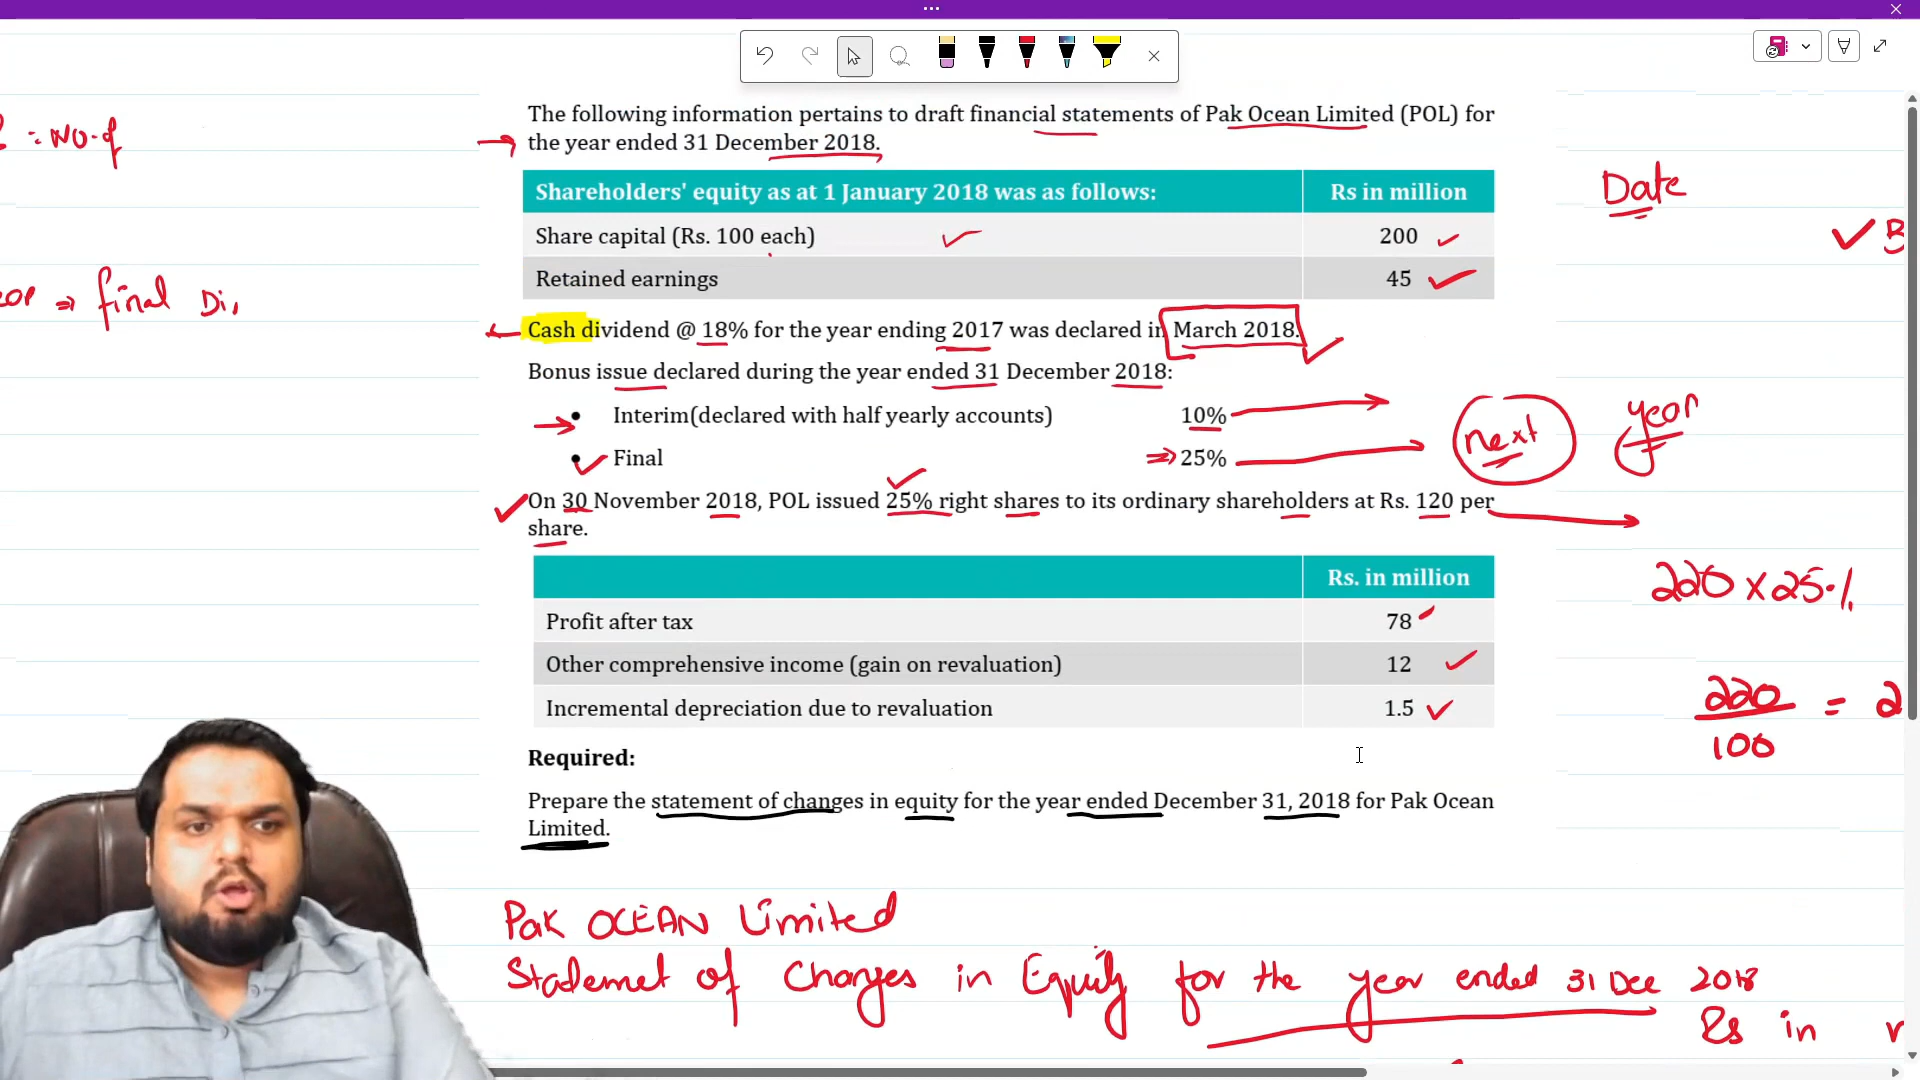 The following information pertains to draft financial statements of Pak Ocean Limited (POL) for
the year ended 31 December 2018.
Shareholders' equity as at 1 January 2018 was as follows: Rs in million
Share capital (Rs. 100 each) 200
Retained earnings 45
Cash dividend @ 18% for the year ending 2017 was declared in March 2018.
Bonus issue declared during the year ended 31 December 2018:
• Interim(declared with half yearly accounts) 10%
• Final 25%
On 30 November 2018, POL issued 25% right shares to its ordinary shareholders at Rs. 120 per
share.
Rs. in million
Profit after tax 78
Other comprehensive income (gain on revaluation) 12
Incremental depreciation due to revaluation 1.5
Required:
Prepare the statement of changes in equity for the year ended December 31, 2018 for Pak Ocean
Limited.
: No. of
⇒ final Di,
Date
next year
220 x 25%
220
100
= 2
Pak OCEAN Limited
Statemet of Changes in Equity for the year ended 31 Dec 2018
Rs in